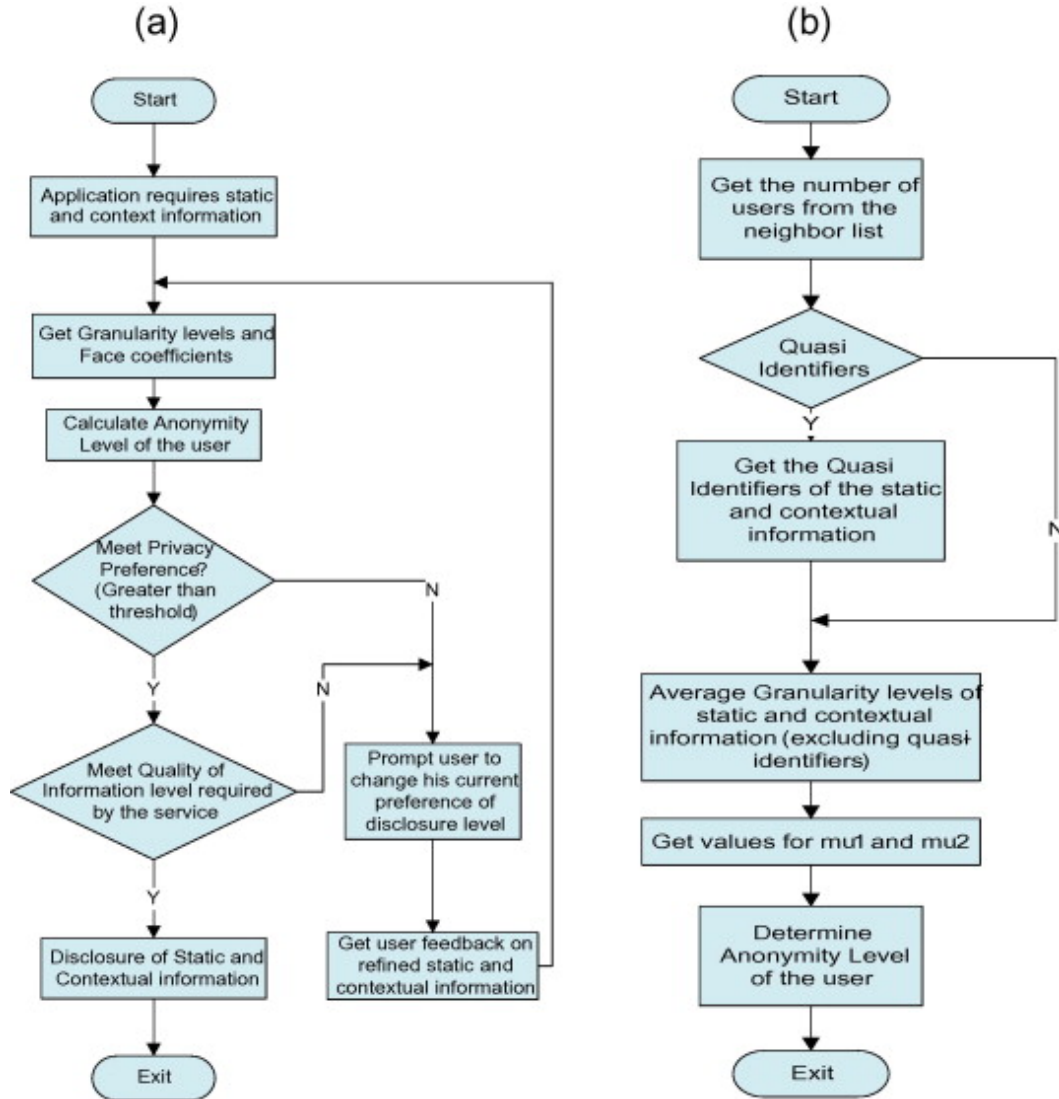 (a)
Start
Application requires static
and context information
Get Granularity levels and
Face coefficients
Calculate Anonymity
Level of the user
Meet Privacy
Preference?
(Greater than
threshold)
N
Y
N
Meet Quality of
Information level required
by the service
Prompt user to
change his current
preference of
disclosure level
Y
Disclosure of Static and
Contextual information
Get user feedback on
refined static and
contextual information
Exit
(b)
Start
Get the number of
users from the
neighbor list
Quasi
Identifiers
Y
N
Get the Quasi
Identifiers of the static
and contextual
information
Average Granularity levels of
static and contextual
information (excluding quasi-
identifiers)
Get values for mu1 and mu2
Determine
Anonymity Level
of the user
Exit